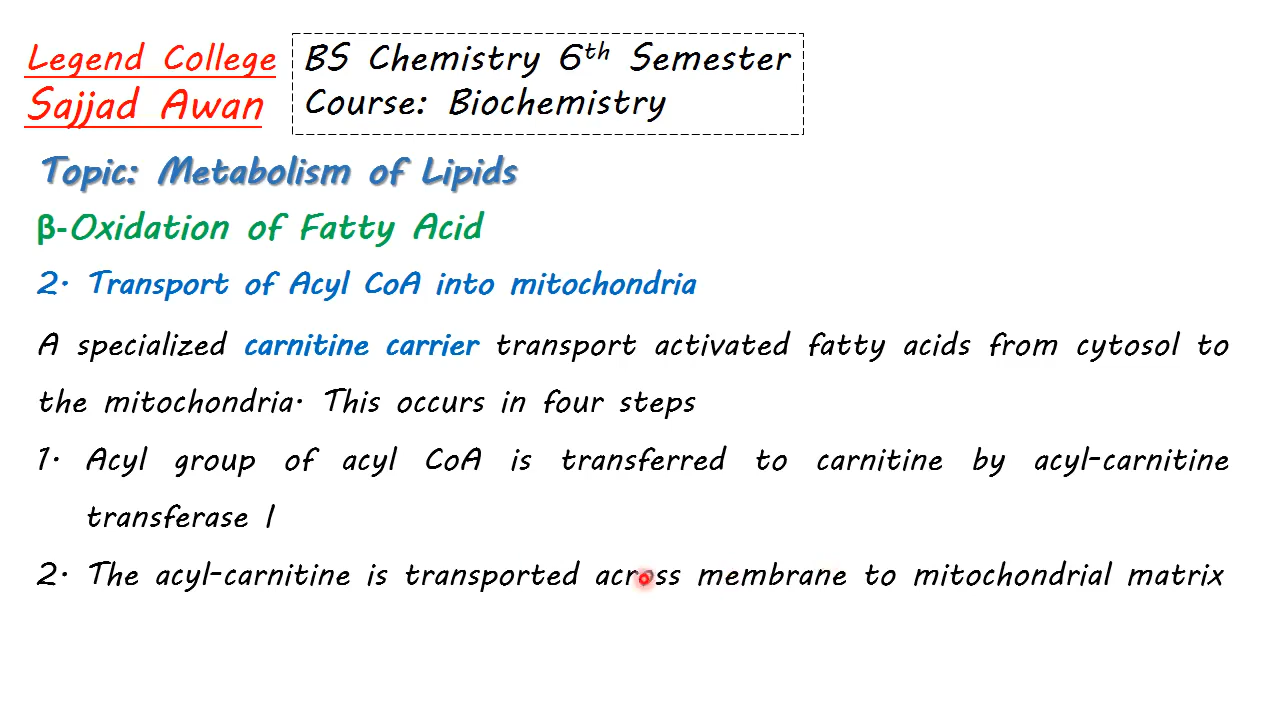 Legend College
Sajjad Awan
BS Chemistry 6th Semester
Course: Biochemistry
Topic: Metabolism of Lipids
β-Oxidation of Fatty Acid
2. Transport of Acyl CoA into mitochondria
A specialized carnitine carrier transport activated fatty acids from cytosol to
the mitochondria. This occurs in four steps
1. Acyl group of acyl CoA is transferred to carnitine by acyl-carnitine
transferase I
2. The acyl-carnitine is transported across membrane to mitochondrial matrix